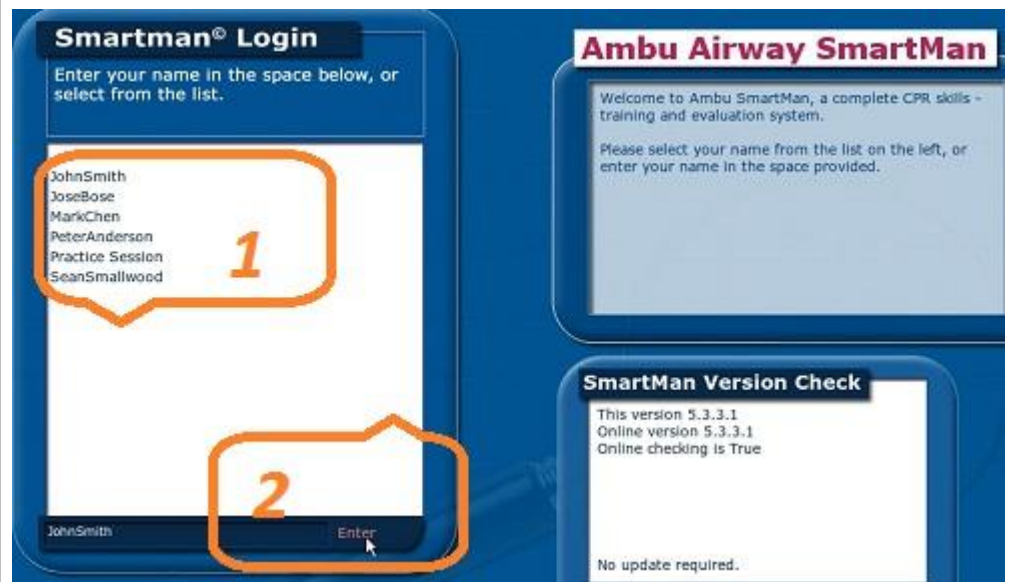 Smartman© Login
Enter your name in the space below, or
select from the list.
JohnSmith
JoseBose
MarkChen
PeterAnderson
Practice Session
SeanSmallwood
1
2
JohnSmith
Enter
Ambu Airway SmartMan
Welcome to Ambu SmartMan, a complete CPR skills -
training and evaluation system.
Please select your name from the list on the left, or
enter your name in the space provided.
SmartMan Version Check
This version 5.3.3.1
Online version 5.3.3.1
Online checking is True
No update required.